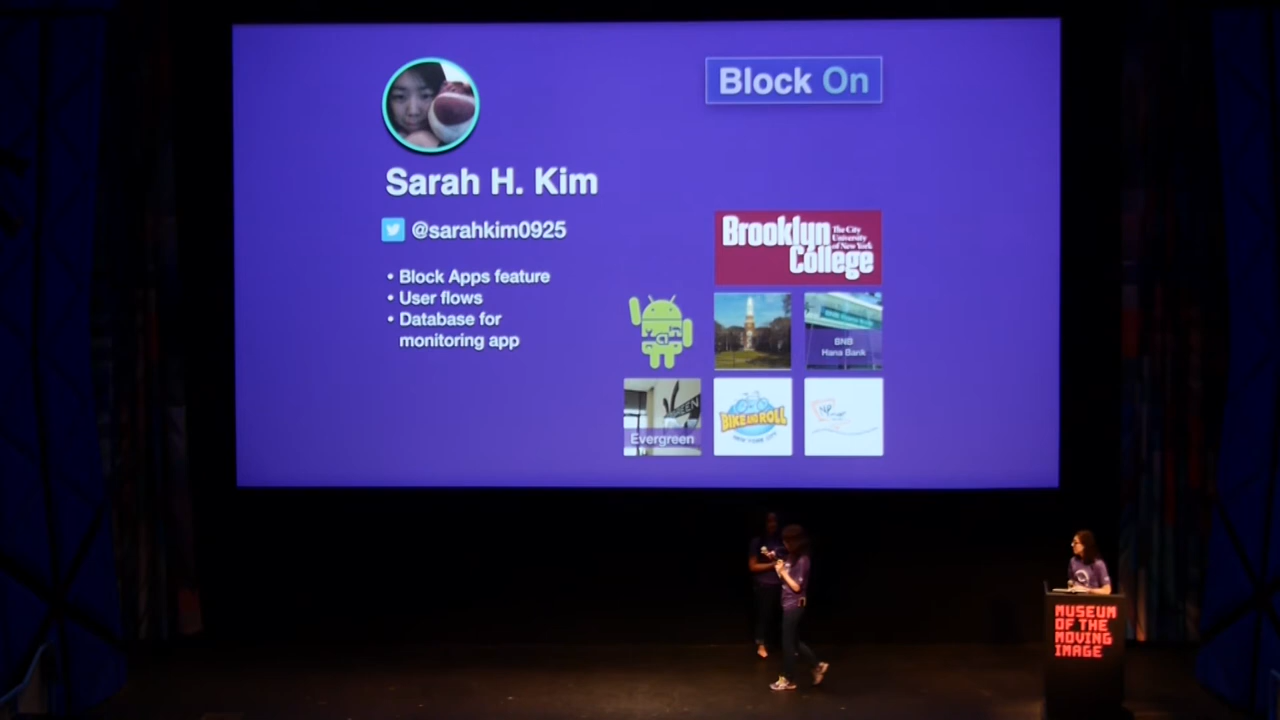 Block On
Sarah H. Kim
@sarahkim0925
• Block Apps feature
• User flows
• Database for
monitoring app
Brooklyn
College
The City
University
of New York
BNB
Hana Bank
Evergreen
BIKE AND ROLL
NEW YORK CITY
MUSEUM
OF THE
MOVING
IMAGE